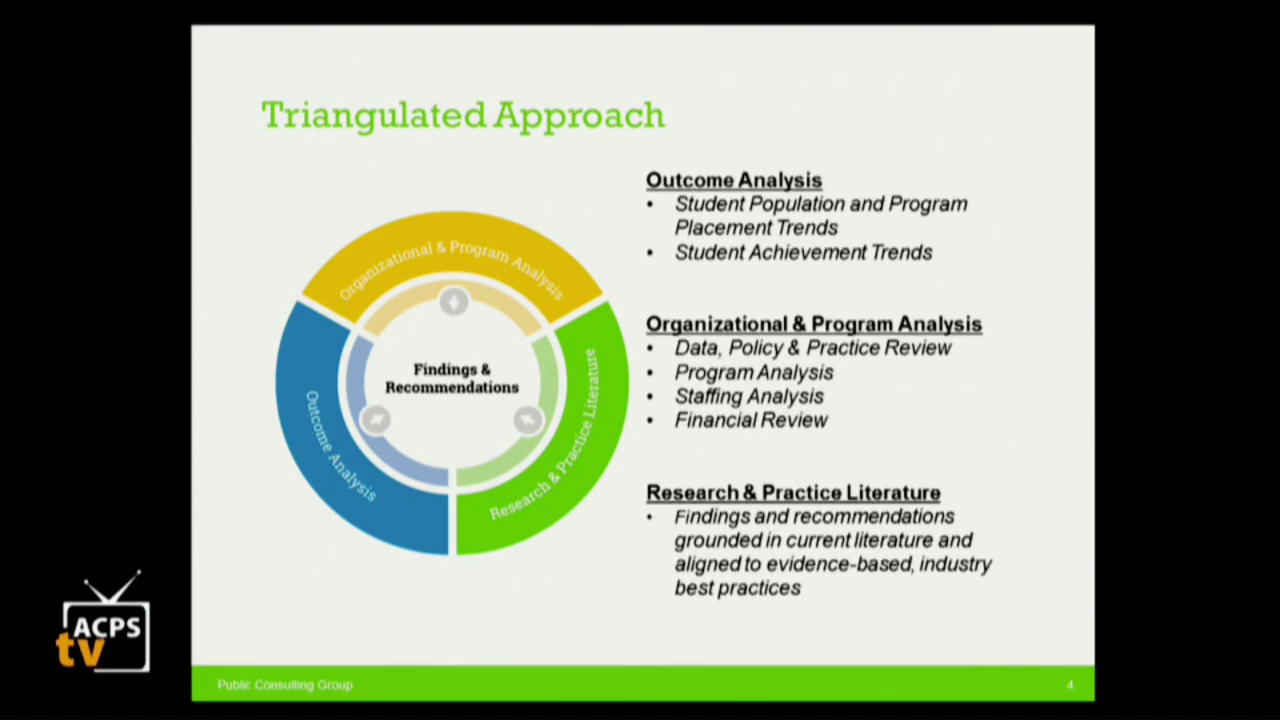 Triangulated Approach
Organizational & Program Analysis
Outcome Analysis
Research & Practice Literature
Findings &
Recommendations
Outcome Analysis
• Student Population and Program
Placement Trends
• Student Achievement Trends
Organizational & Program Analysis
• Data, Policy & Practice Review
• Program Analysis
• Staffing Analysis
• Financial Review
Research & Practice Literature
• Findings and recommendations
grounded in current literature and
aligned to evidence-based, industry
best practices
ACPS
tv
Public Consulting Group
4